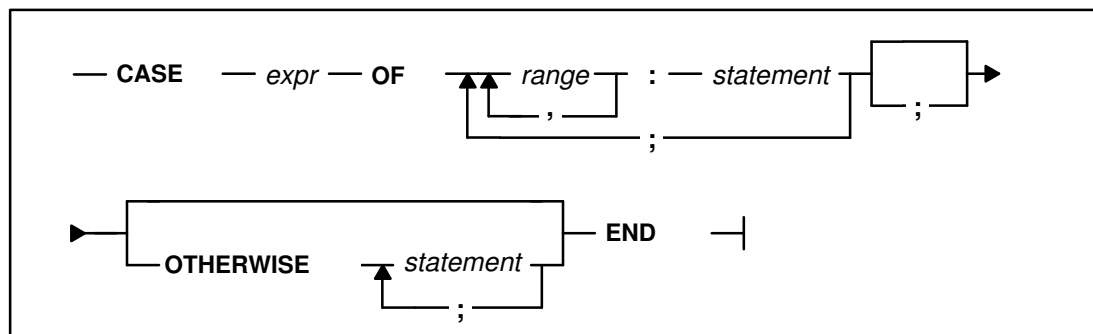 CASE expr OF range : statement
;
,
;
OTHERWISE statement END
;